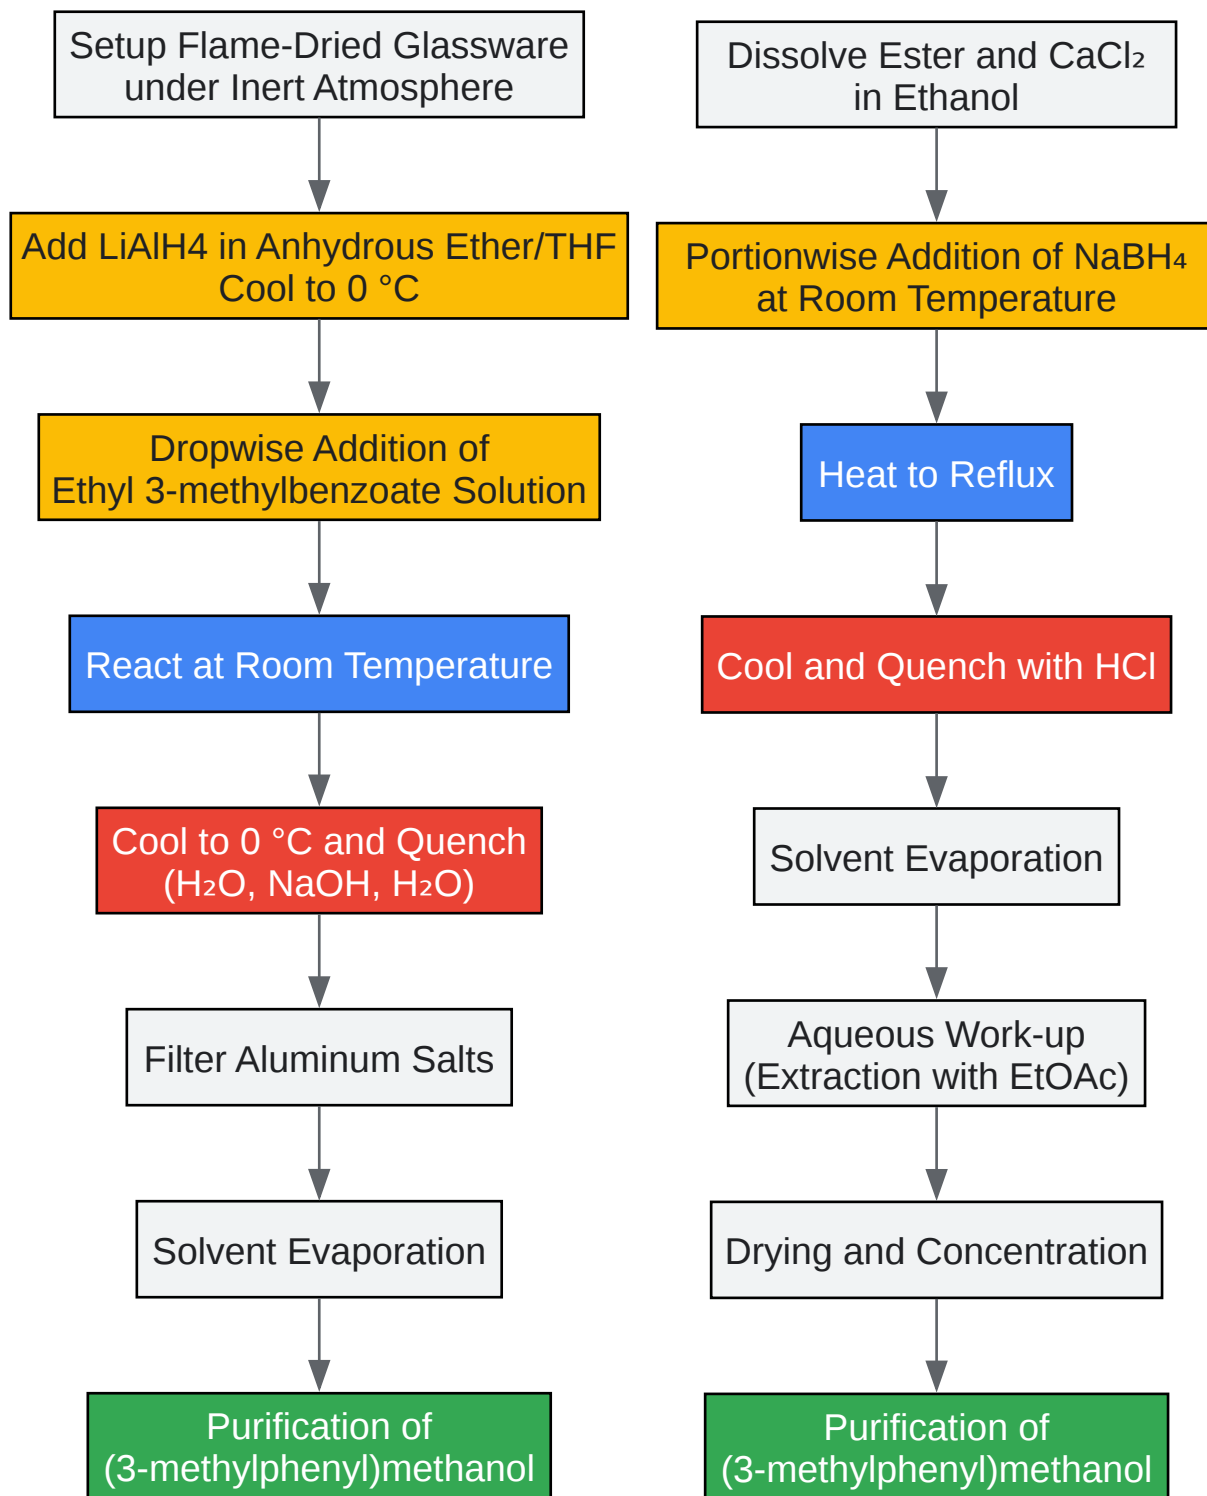 Setup Flame-Dried Glassware
under Inert Atmosphere
Add LiAlH4 in Anhydrous Ether/THF
Cool to 0 °C
Dropwise Addition of
Ethyl 3-methylbenzoate Solution
React at Room Temperature
Cool to 0 °C and Quench
(H₂O, NaOH, H₂O)
Filter Aluminum Salts
Solvent Evaporation
Purification of
(3-methylphenyl)methanol
Dissolve Ester and CaCl₂
in Ethanol
Portionwise Addition of NaBH₄
at Room Temperature
Heat to Reflux
Cool and Quench with HCl
Solvent Evaporation
Aqueous Work-up
(Extraction with EtOAc)
Drying and Concentration
Purification of
(3-methylphenyl)methanol